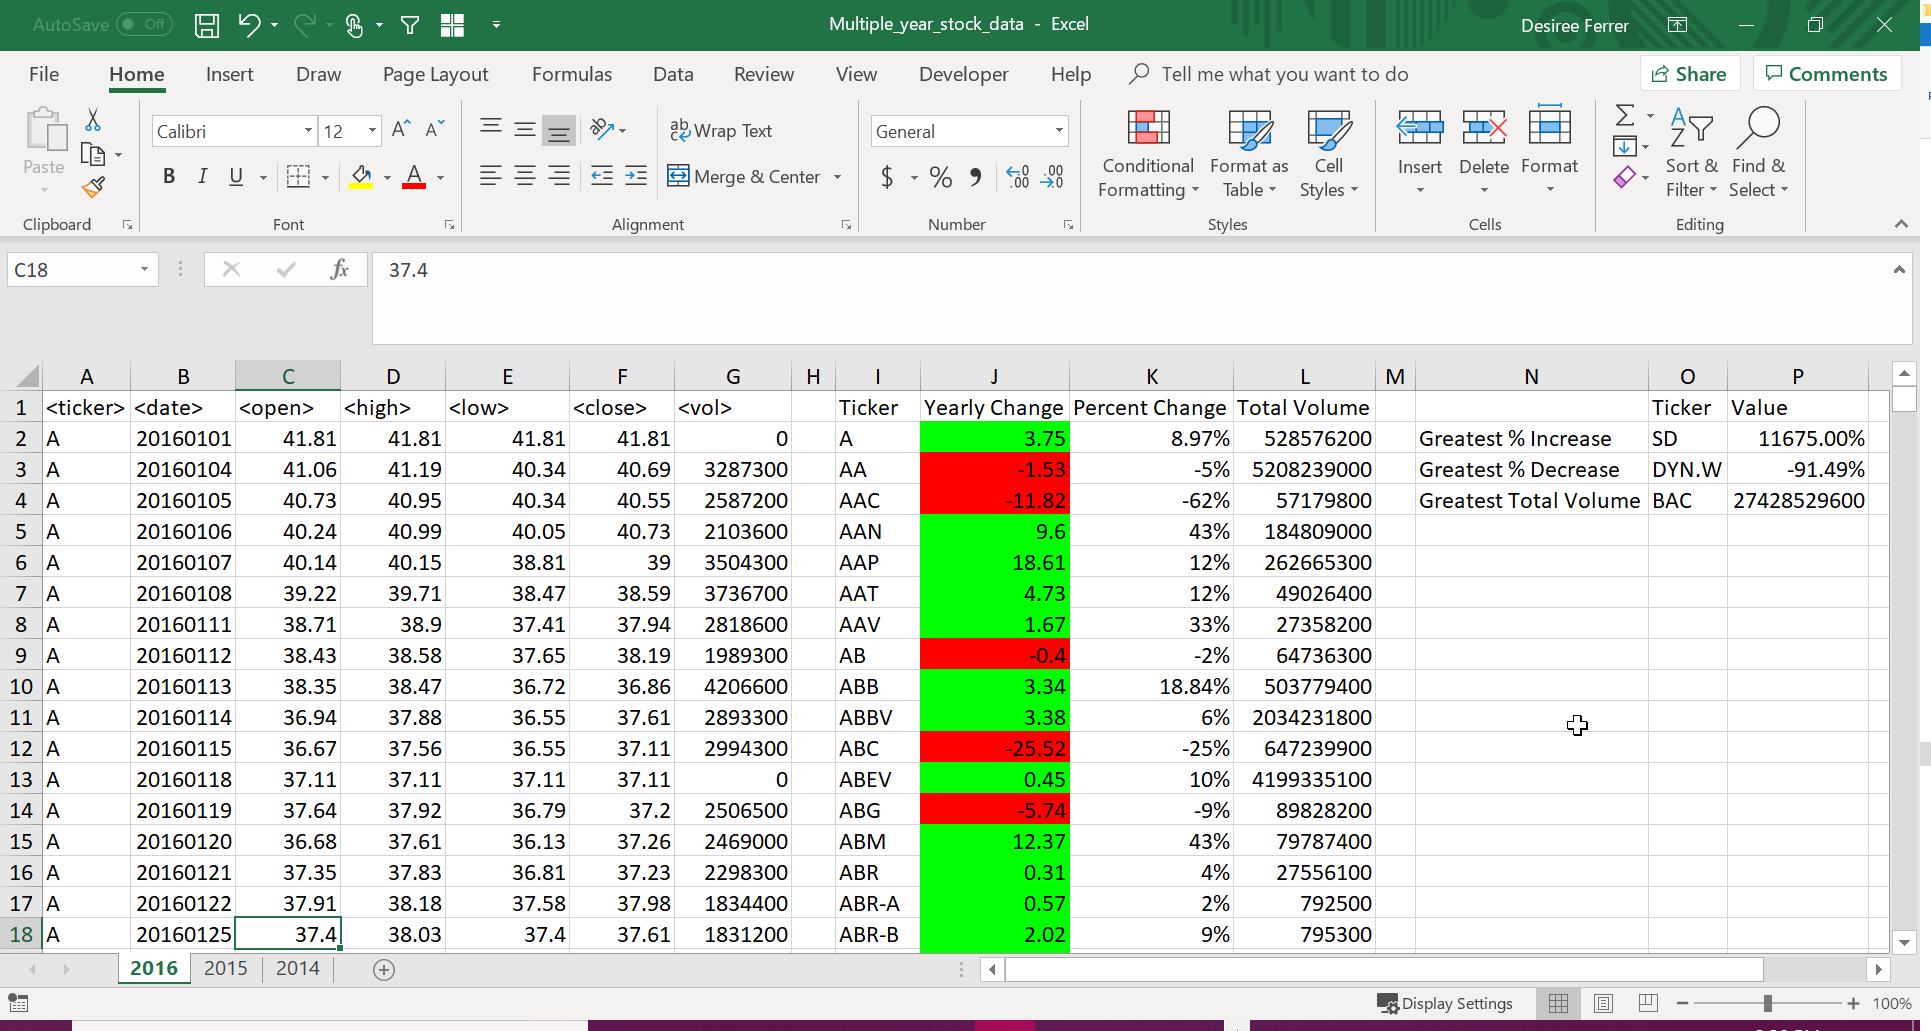 AutoSave Off Multiple_year_stock_data - Excel Desiree Ferrer
File Home Insert Draw Page Layout Formulas Data Review View Developer Help Tell me what you want to do Share Comments
Calibri 12 ab Wrap Text General
Paste B I U A Merge & Center $ % Conditional Formatting Format as Table Cell Styles Insert Delete Format Sort & Filter Find & Select
Clipboard Font Alignment Number Styles Cells Editing
C18 fx 37.4
A B C D E F G H I J K L M N O P
1 <ticker> <date> <open> <high> <low> <close> <vol> Ticker Yearly Change Percent Change Total Volume Ticker Value
2 A 20160101 41.81 41.81 41.81 41.81 0 A 3.75 8.97% 528576200 Greatest % Increase SD 11675.00%
3 A 20160104 41.06 41.19 40.34 40.69 3287300 AA -1.53 -5% 5208239000 Greatest % Decrease DYN.W -91.49%
4 A 20160105 40.73 40.95 40.34 40.55 2587200 AAC -11.82 -62% 57179800 Greatest Total Volume BAC 27428529600
5 A 20160106 40.24 40.99 40.05 40.73 2103600 AAN 9.6 43% 184809000
6 A 20160107 40.14 40.15 38.81 39 3504300 AAP 18.61 12% 262665300
7 A 20160108 39.22 39.71 38.47 38.59 3736700 AAT 4.73 12% 49026400
8 A 20160111 38.71 38.9 37.41 37.94 2818600 AAV 1.67 33% 27358200
9 A 20160112 38.43 38.58 37.65 38.19 1989300 AB -0.4 -2% 64736300
10 A 20160113 38.35 38.47 36.72 36.86 4206600 ABB 3.34 18.84% 503779400
11 A 20160114 36.94 37.88 36.55 37.61 2893300 ABBV 3.38 6% 2034231800
12 A 20160115 36.67 37.56 36.55 37.11 2994300 ABC -25.52 -25% 647239900
13 A 20160118 37.11 37.11 37.11 37.11 0 ABEV 0.45 10% 4199335100
14 A 20160119 37.64 37.92 36.79 37.2 2506500 ABG -5.74 -9% 89828200
15 A 20160120 36.68 37.61 36.13 37.26 2469000 ABM 12.37 43% 79787400
16 A 20160121 37.35 37.83 36.81 37.23 2298300 ABR 0.31 4% 27556100
17 A 20160122 37.91 38.18 37.58 37.98 1834400 ABR-A 0.57 2% 792500
18 A 20160125 37.4 38.03 37.4 37.61 1831200 ABR-B 2.02 9% 795300
2016 2015 2014
Display Settings 100%